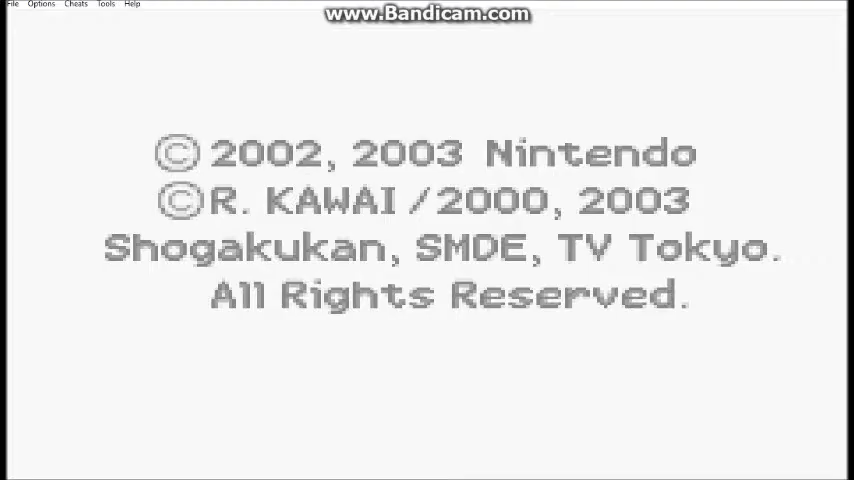 File Options Cheats Tools Help
www.Bandicam.com
©2002, 2003 Nintendo
©R. KAWAI/2000, 2003
Shogakukan, SMDE, TV Tokyo.
All Rights Reserved.